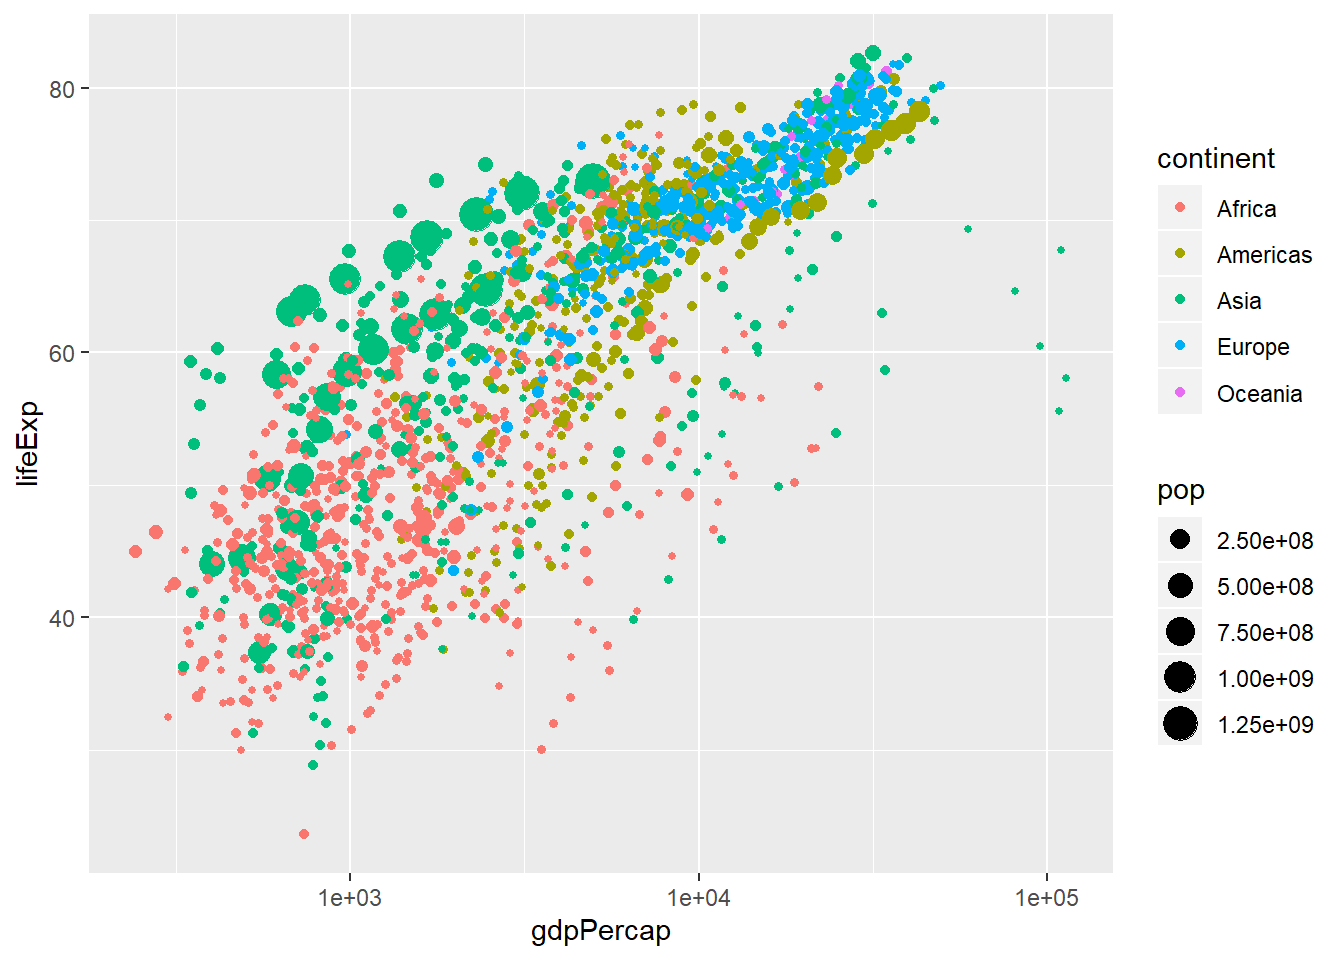 80
60
40
lifeExp
1e+03
1e+04
1e+05
gdpPercap
continent
Africa
Americas
Asia
Europe
Oceania
pop
2.50e+08
5.00e+08
7.50e+08
1.00e+09
1.25e+09